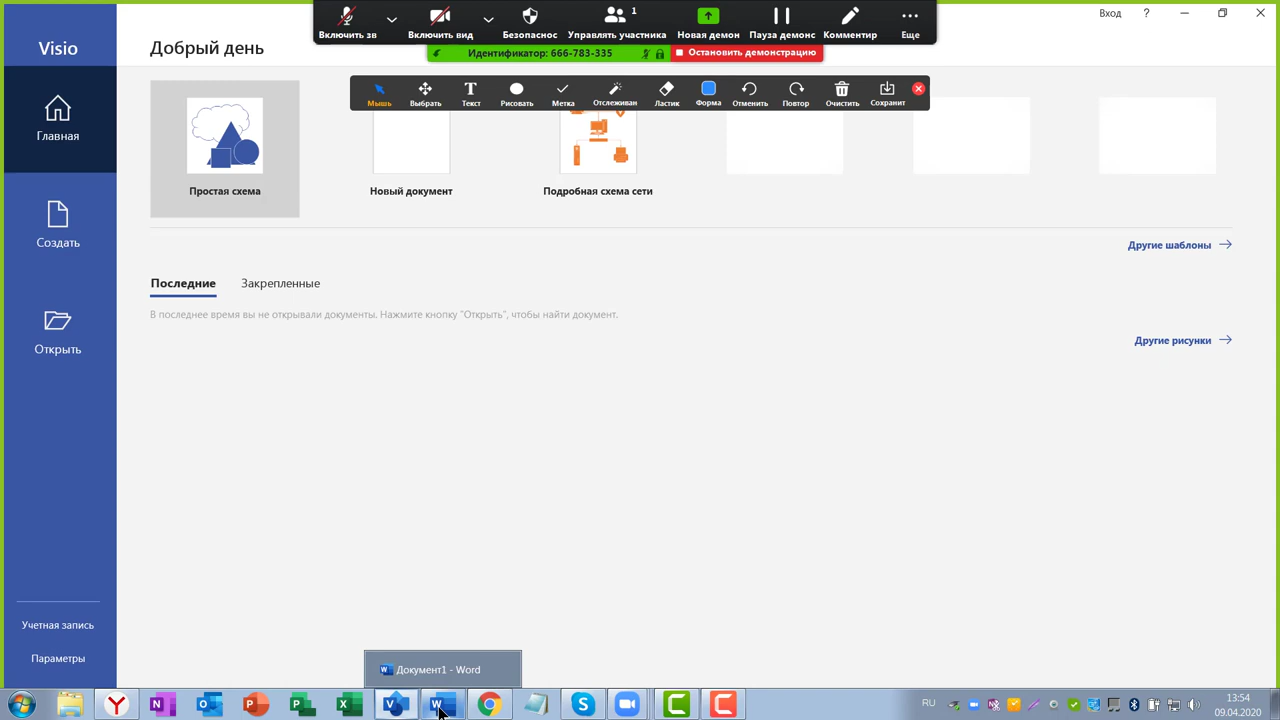 Включить зв
Включить вид
Безопаснос
1
Управлять участника
Новая демон
Пауза демонс
Комментир
Еще
Вход
?
Идентификатор: 666-783-335
Остановить демонстрацию
Visio
Добрый день
Мышь
Выбрать
T
Текст
Рисовать
Метка
Отслеживан
Ластик
Форма
Отменить
Повтор
Очистить
Сохранит
Главная
Простая схема
Новый документ
Подробная схема сети
Создать
Другие шаблоны
Последние
Закрепленные
В последнее время вы не открывали документы. Нажмите кнопку "Открыть", чтобы найти документ.
Открыть
Другие рисунки
Учетная запись
Параметры
Документ1 - Word
RU
13:54
09.04.2020